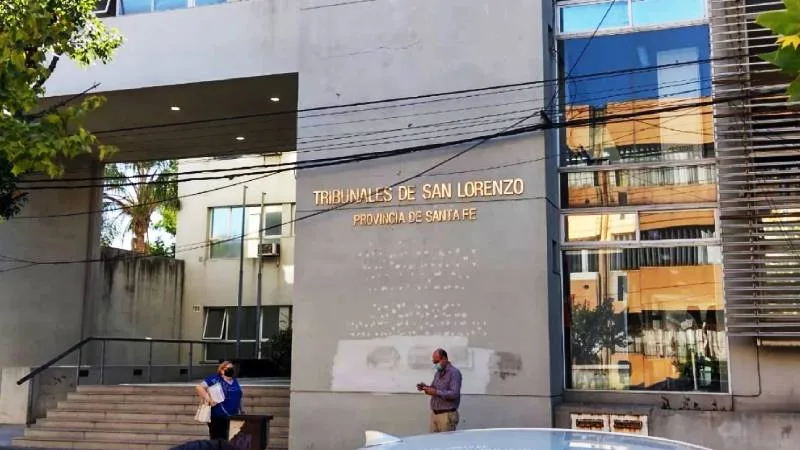 TRIBUNALES DE SAN LORENZO
PROVINCIA DE SANTA FE